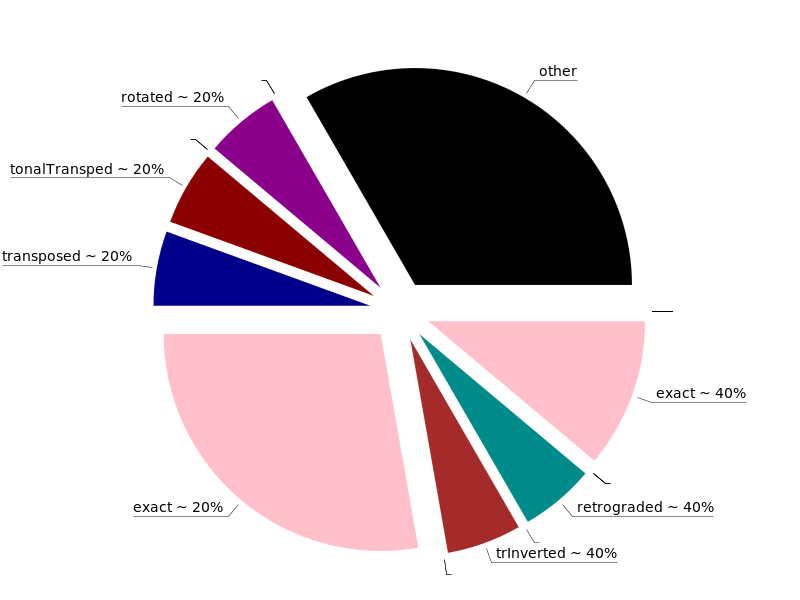 other
rotated ~ 20%
tonalTransped ~ 20%
transposed ~ 20%
exact ~ 40%
exact ~ 20%
retrograded ~ 40%
trInverted ~ 40%